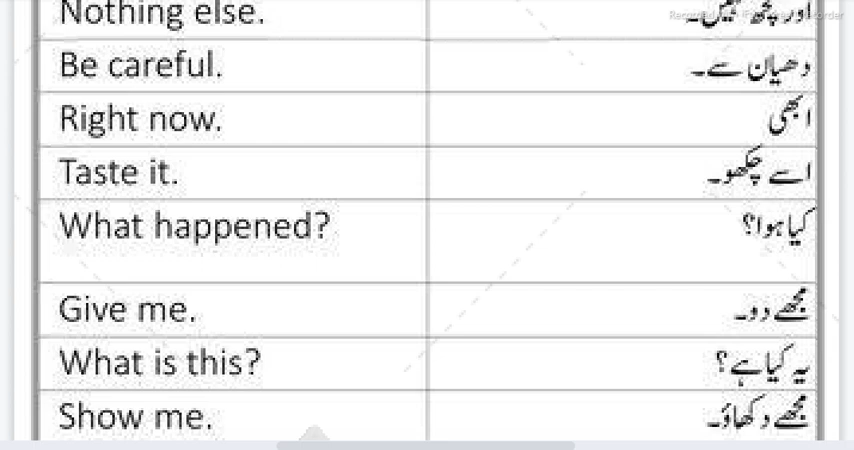 Nothing else. اور کچھ نہیں۔
Be careful. دھیان سے۔
Right now. ابھی
Taste it. اسے چکھو۔
What happened? کیا ہوا؟
Give me. مجھے دو۔
What is this? یہ کیا ہے؟
Show me. مجھے دکھاؤ۔